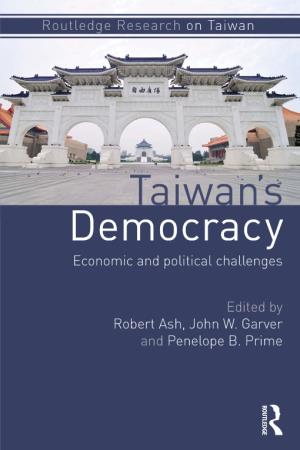 Routledge Research on Taiwan
Taiwan's
Democracy
Economic and political challenges
Edited by
Robert Ash, John W. Garver
and Penelope B. Prime
ROUTLEDGE